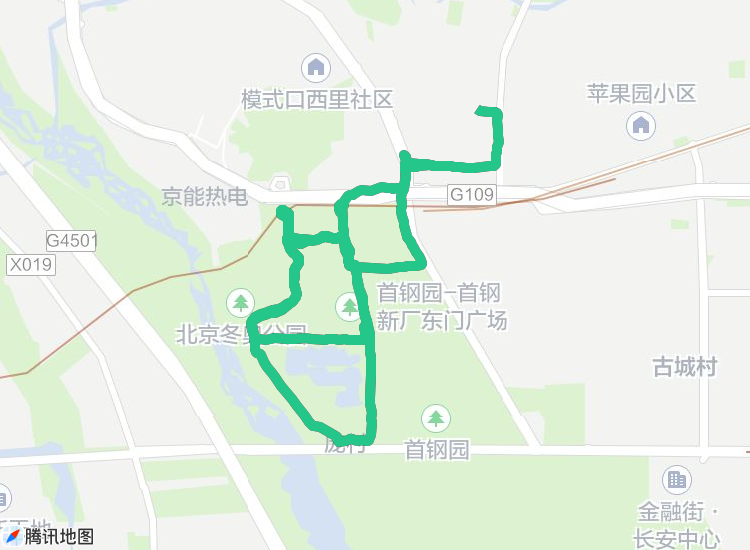 模式口西里社区
苹果园小区
京能热电
G109
G4501
X019
首钢园-首钢
新厂东门广场
北京冬奥公园
古城村
庞村
首钢园
金融街·
长安中心
腾讯地图